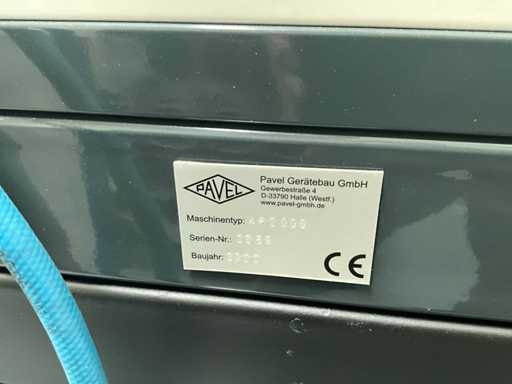 PAVEL
Pavel Gerätebau GmbH
Gewerbestraße 4
D-33790 Halle (Westf.)
www.pavel-gmbh.de
Maschinentyp:
Serien-Nr.:
Baujahr:
CE